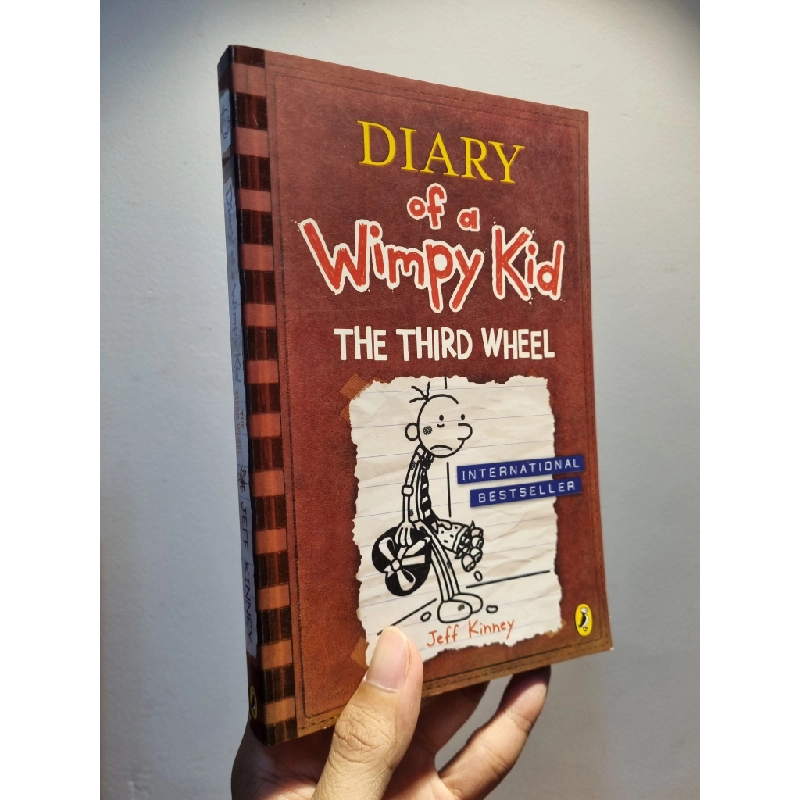 DIARY
of a
Wimpy Kid
THE THIRD WHEEL
INTERNATIONAL
BESTSELLER
Jeff Kinney
JEFF KINNEY